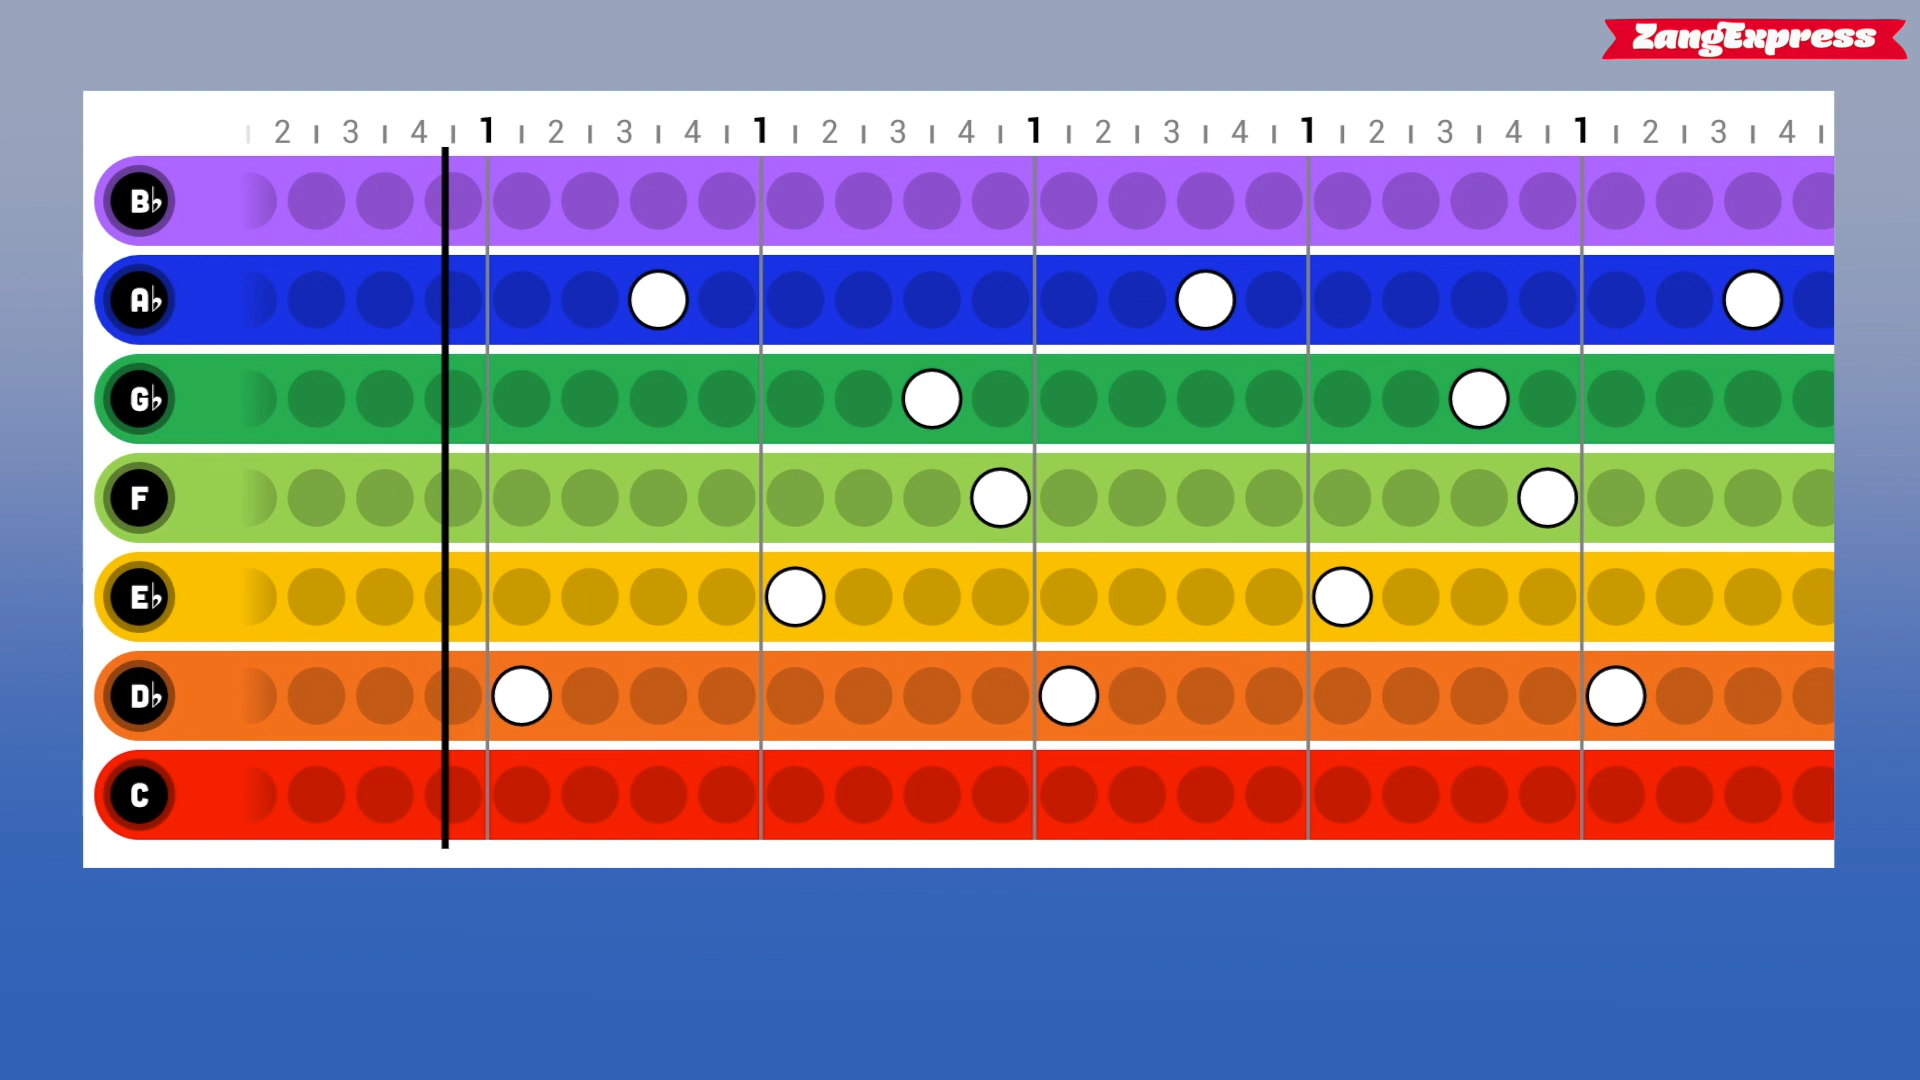 ZangExpress
2 ı 3 ı 4 ı 1 ı 2 ı 3 ı 4 ı 1 ı 2 ı 3 ı 4 ı 1 ı 2 ı 3 ı 4 ı 1 ı 2 ı 3 ı 4 ı 1 ı 2 ı 3 ı 4 ı
B♭
A♭
G♭
F
E♭
D♭
C